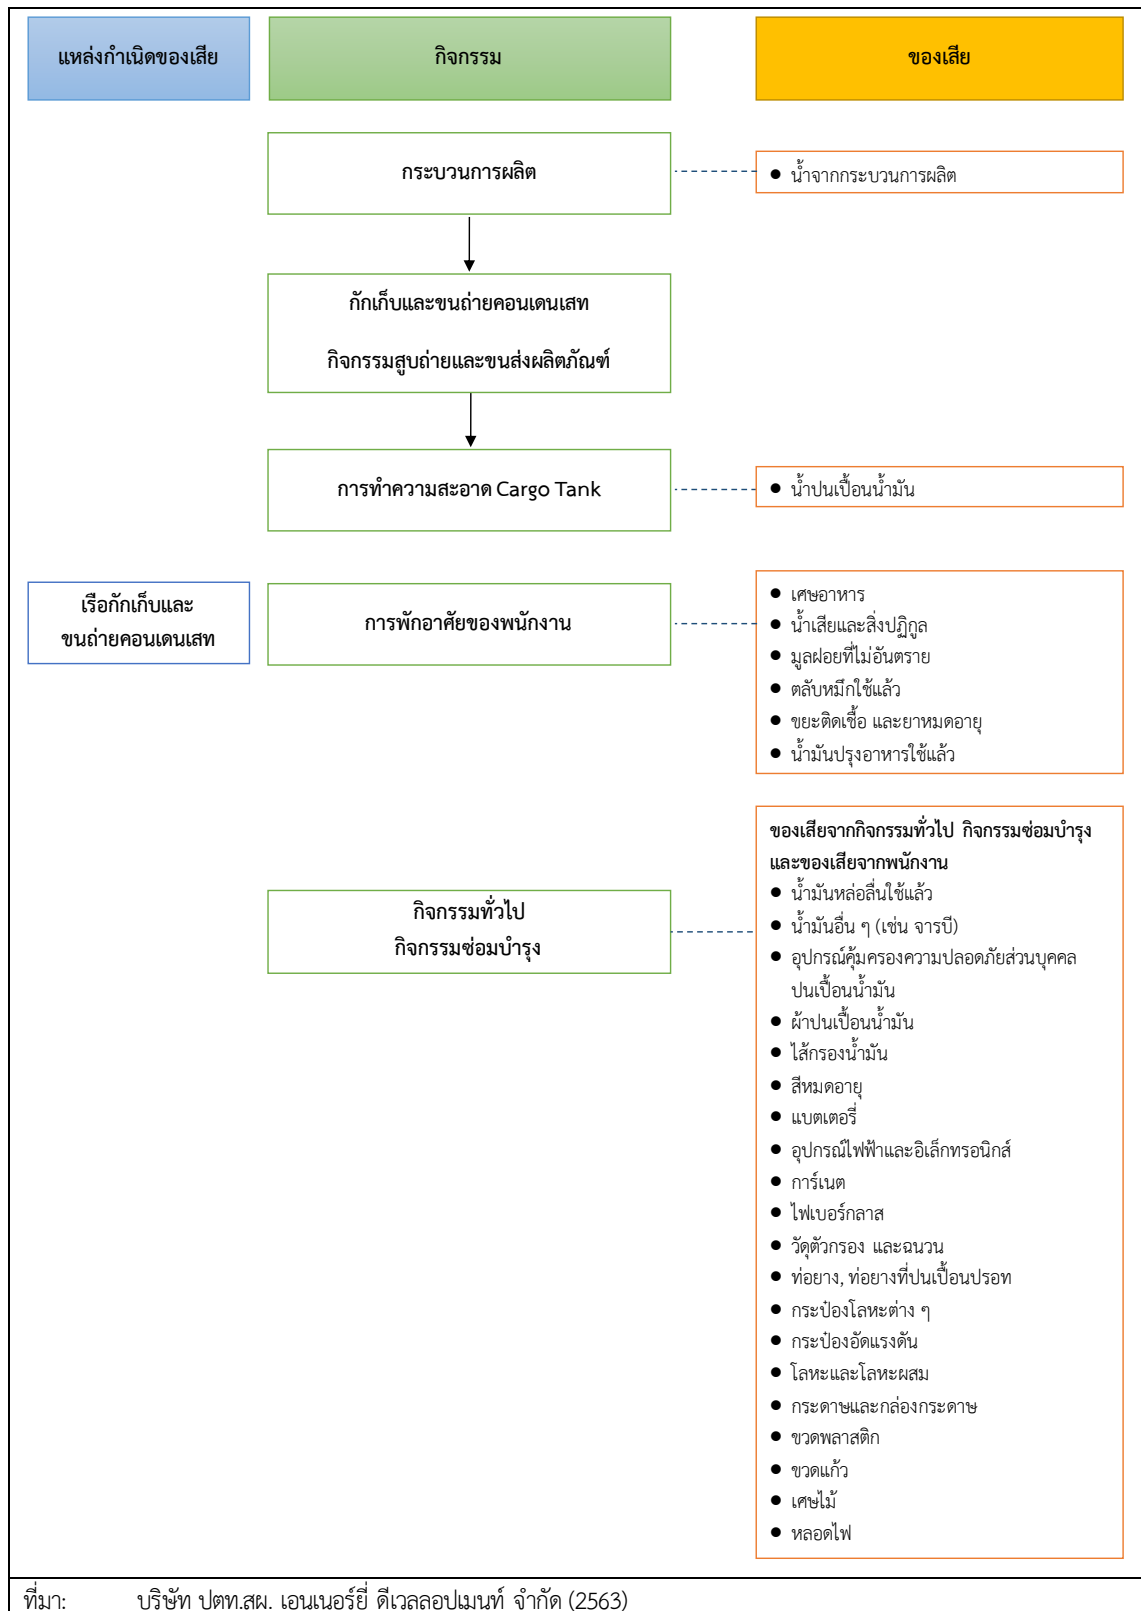 แหล่งกำเนิดของเสีย
กิจกรรม
ของเสีย
กระบวนการผลิต
● น้ำจากกระบวนการผลิต
กักเก็บและขนถ่ายคอนเดนเสท
กิจกรรมสูบถ่ายและขนส่งผลิตภัณฑ์
การทำความสะอาด Cargo Tank
● น้ำปนเปื้อนน้ำมัน
เรือกักเก็บและ
ขนถ่ายคอนเดนเสท
การพักอาศัยของพนักงาน
● เศษอาหาร
● น้ำเสียและสิ่งปฏิกูล
● มูลฝอยที่ไม่อันตราย
● ตลับหมึกใช้แล้ว
● ขยะติดเชื้อ และยาหมดอายุ
● น้ำมันปรุงอาหารใช้แล้ว
กิจกรรมทั่วไป
กิจกรรมซ่อมบำรุง
ของเสียจากกิจกรรมทั่วไป กิจกรรมซ่อมบำรุง
และของเสียจากพนักงาน
● น้ำมันหล่อลื่นใช้แล้ว
● น้ำมันอื่น ๆ (เช่น จารบี)
● อุปกรณ์คุ้มครองความปลอดภัยส่วนบุคคล
ปนเปื้อนน้ำมัน
● ผ้าปนเปื้อนน้ำมัน
● ไส้กรองน้ำมัน
● สีหมดอายุ
● แบตเตอรี่
● อุปกรณ์ไฟฟ้าและอิเล็กทรอนิกส์
● การ์เนต
● ไฟเบอร์กลาส
● วัดุตัวกรอง และฉนวน
● ท่อยาง, ท่อยางที่ปนเปื้อนปรอท
● กระป๋องโลหะต่าง ๆ
● กระป๋องอัดแรงดัน
● โลหะและโลหะผสม
● กระดาษและกล่องกระดาษ
● ขวดพลาสติก
● ขวดแก้ว
● เศษไม้
● หลอดไฟ
ที่มา: บริษัท ปตท.สผ. เอนเนอร์ยี่ ดีเวลลอปเมนท์ จำกัด (2563)